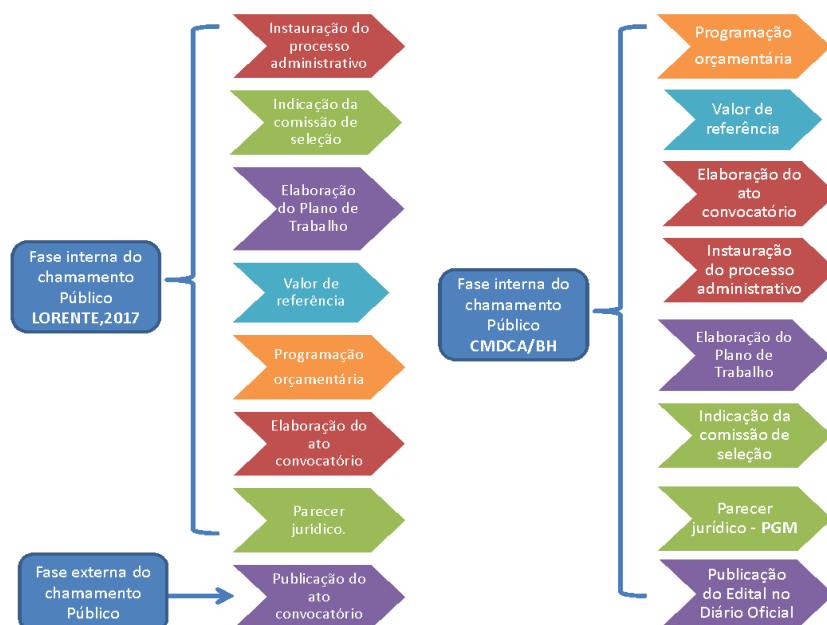 Fase interna do
chamamento
Público
LORENTE,2017
Instauração do
processo
administrativo
Indicação da
comissão de
seleção
Elaboração
do Plano de
Trabalho
Valor de
referência
Programação
orçamentária
Elaboração do
ato
convocatório
Parecer
jurídico.
Fase externa do
chamamento
Público
Publicação do
ato
convocatório
Fase interna do
chamamento
Público
CMDCA/BH
Programação
orçamentária
Valor de
referência
Elaboração do
ato
convocatório
Instauração
do processo
administrativo
Elaboração
do Plano de
Trabalho
Indicação da
comissão de
seleção
Parecer
jurídico - PGM
Publicação
do Edital no
Diário Oficial